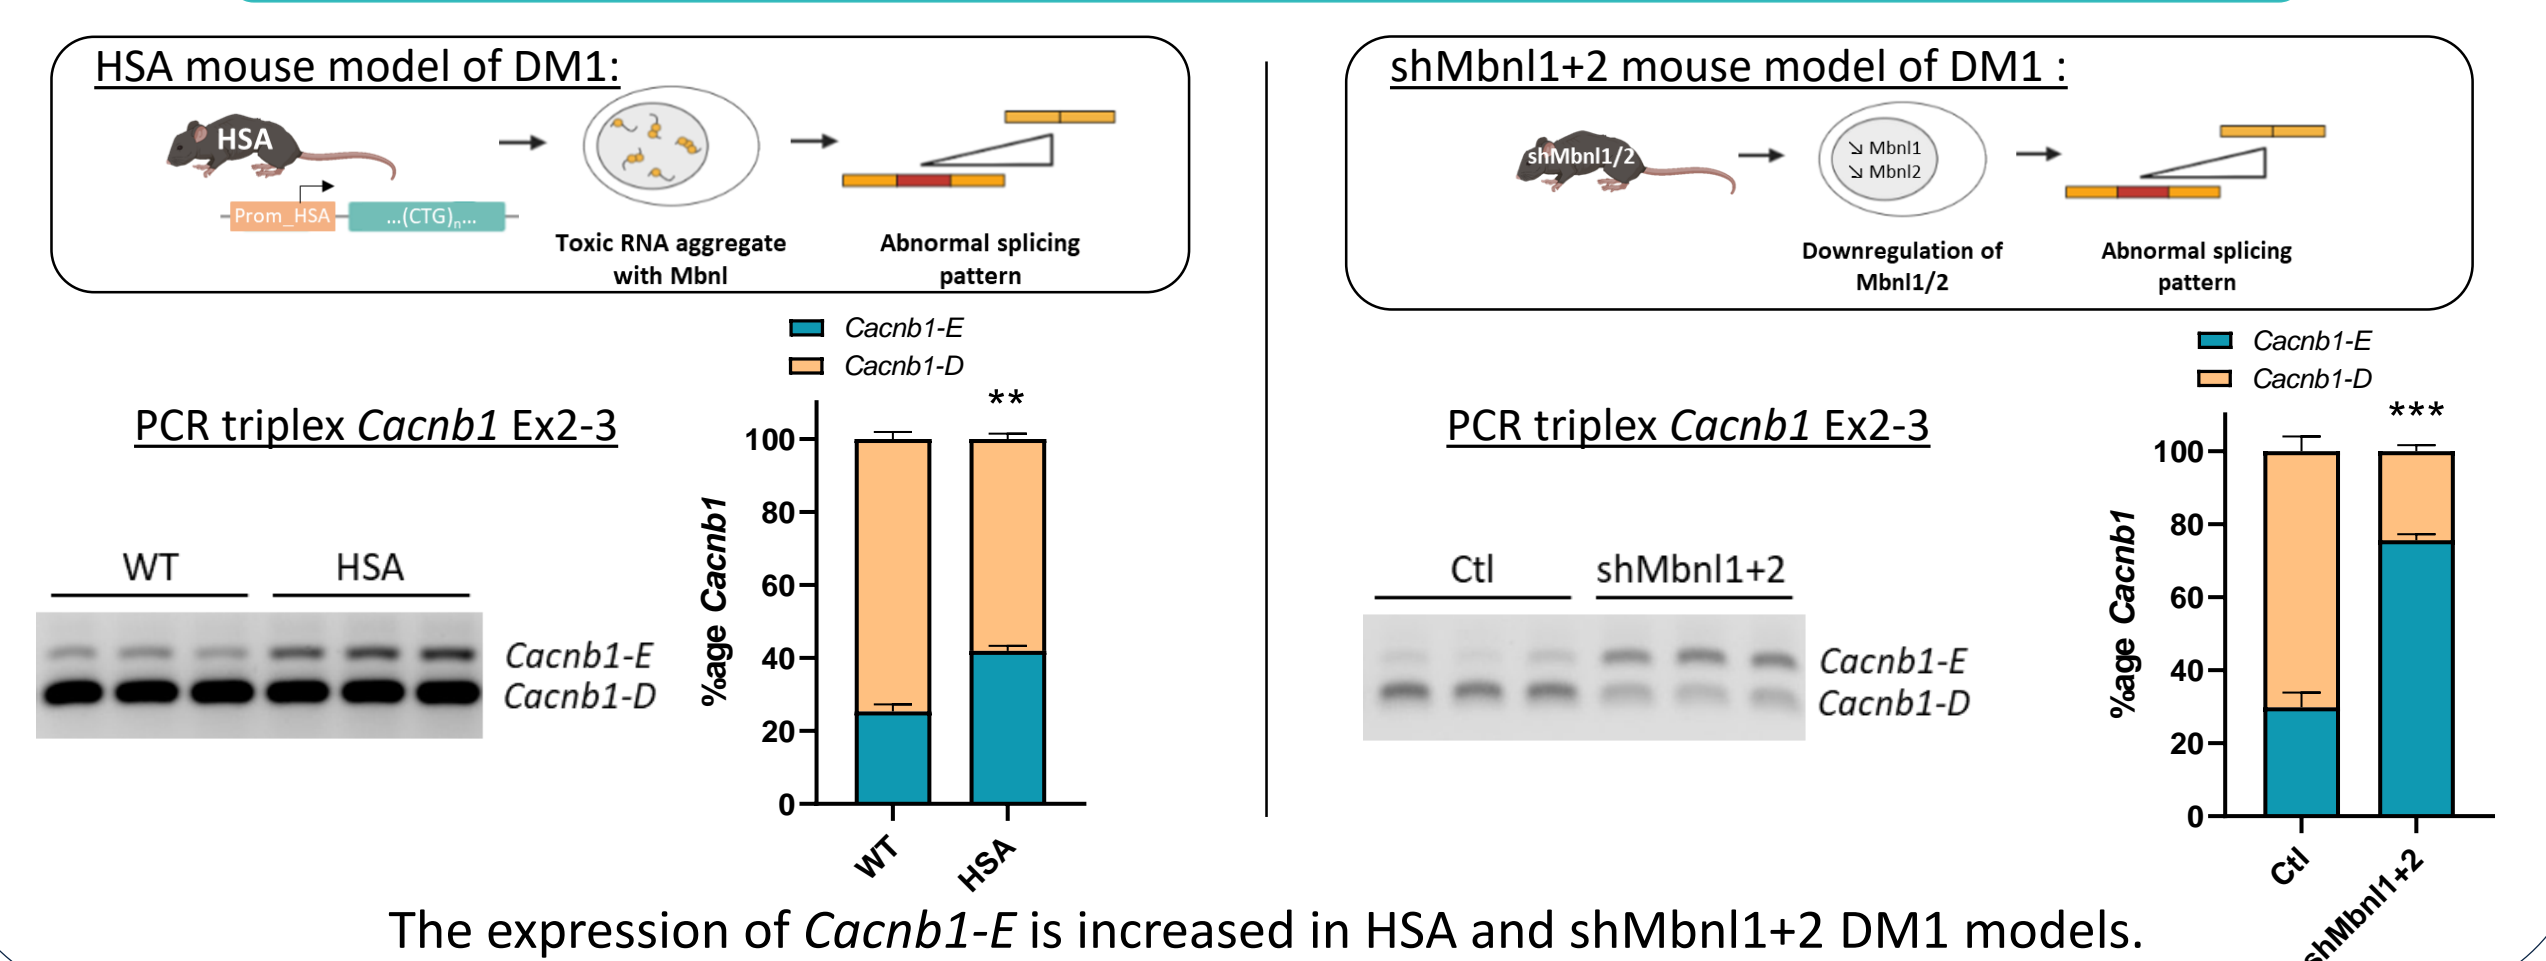 HSA mouse model of DM1:
HSA
Prom_HSA
...(CTG)n...
Toxic RNA aggregate
with Mbnl
Abnormal splicing
pattern
Cacnb1-E
Cacnb1-D
PCR triplex Cacnb1 Ex2-3
WT
HSA
Cacnb1-E
Cacnb1-D
**
%age Cacnb1
100
80
60
40
20
0
WT
HSA
shMbnl1+2 mouse model of DM1 :
shMbnl1/2
↘ Mbnl1
↘ Mbnl2
Downregulation of
Mbnl1/2
Abnormal splicing
pattern
Cacnb1-E
Cacnb1-D
PCR triplex Cacnb1 Ex2-3
Ctl
shMbnl1+2
Cacnb1-E
Cacnb1-D
***
%age Cacnb1
100
80
60
40
20
0
Ctl
shMbnl1+2
The expression of Cacnb1-E is increased in HSA and shMbnl1+2 DM1 models.